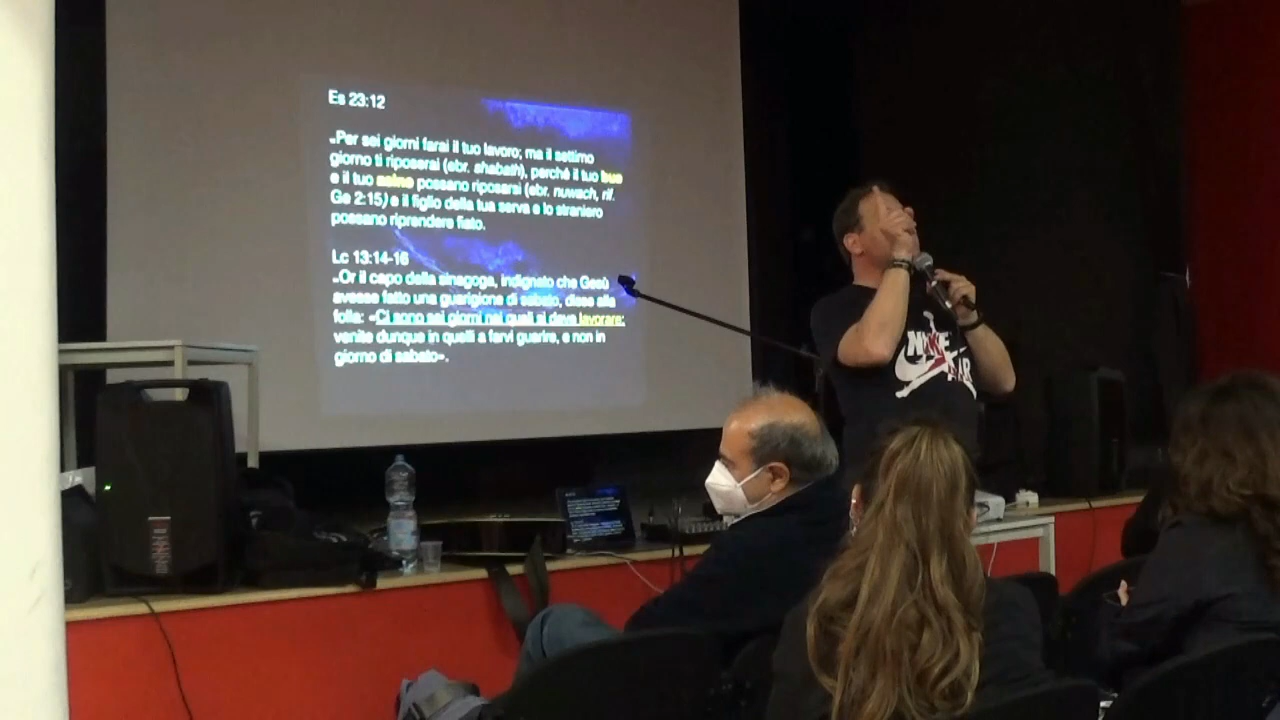 Es 23:12
„Per sei giorni farai il tuo lavoro; ma il settimo
giorno ti riposerai (ebr. shabath), perché il tuo bue
e il tuo asino possano riposarsi (ebr. nuwach, rif.
Ge 2:15) e il figlio della tua serva e lo straniero
possano riprendere fiato.
Lc 13:14-16
„Or il capo della sinagoga, indignato che Gesù
avesse fatto una guarigione di sabato, disse alla
folla: «Ci sono sei giorni nei quali si deve lavorare;
venite dunque in quelli a farvi guarire, e non in
giorno di sabato».
NIKE
AIR